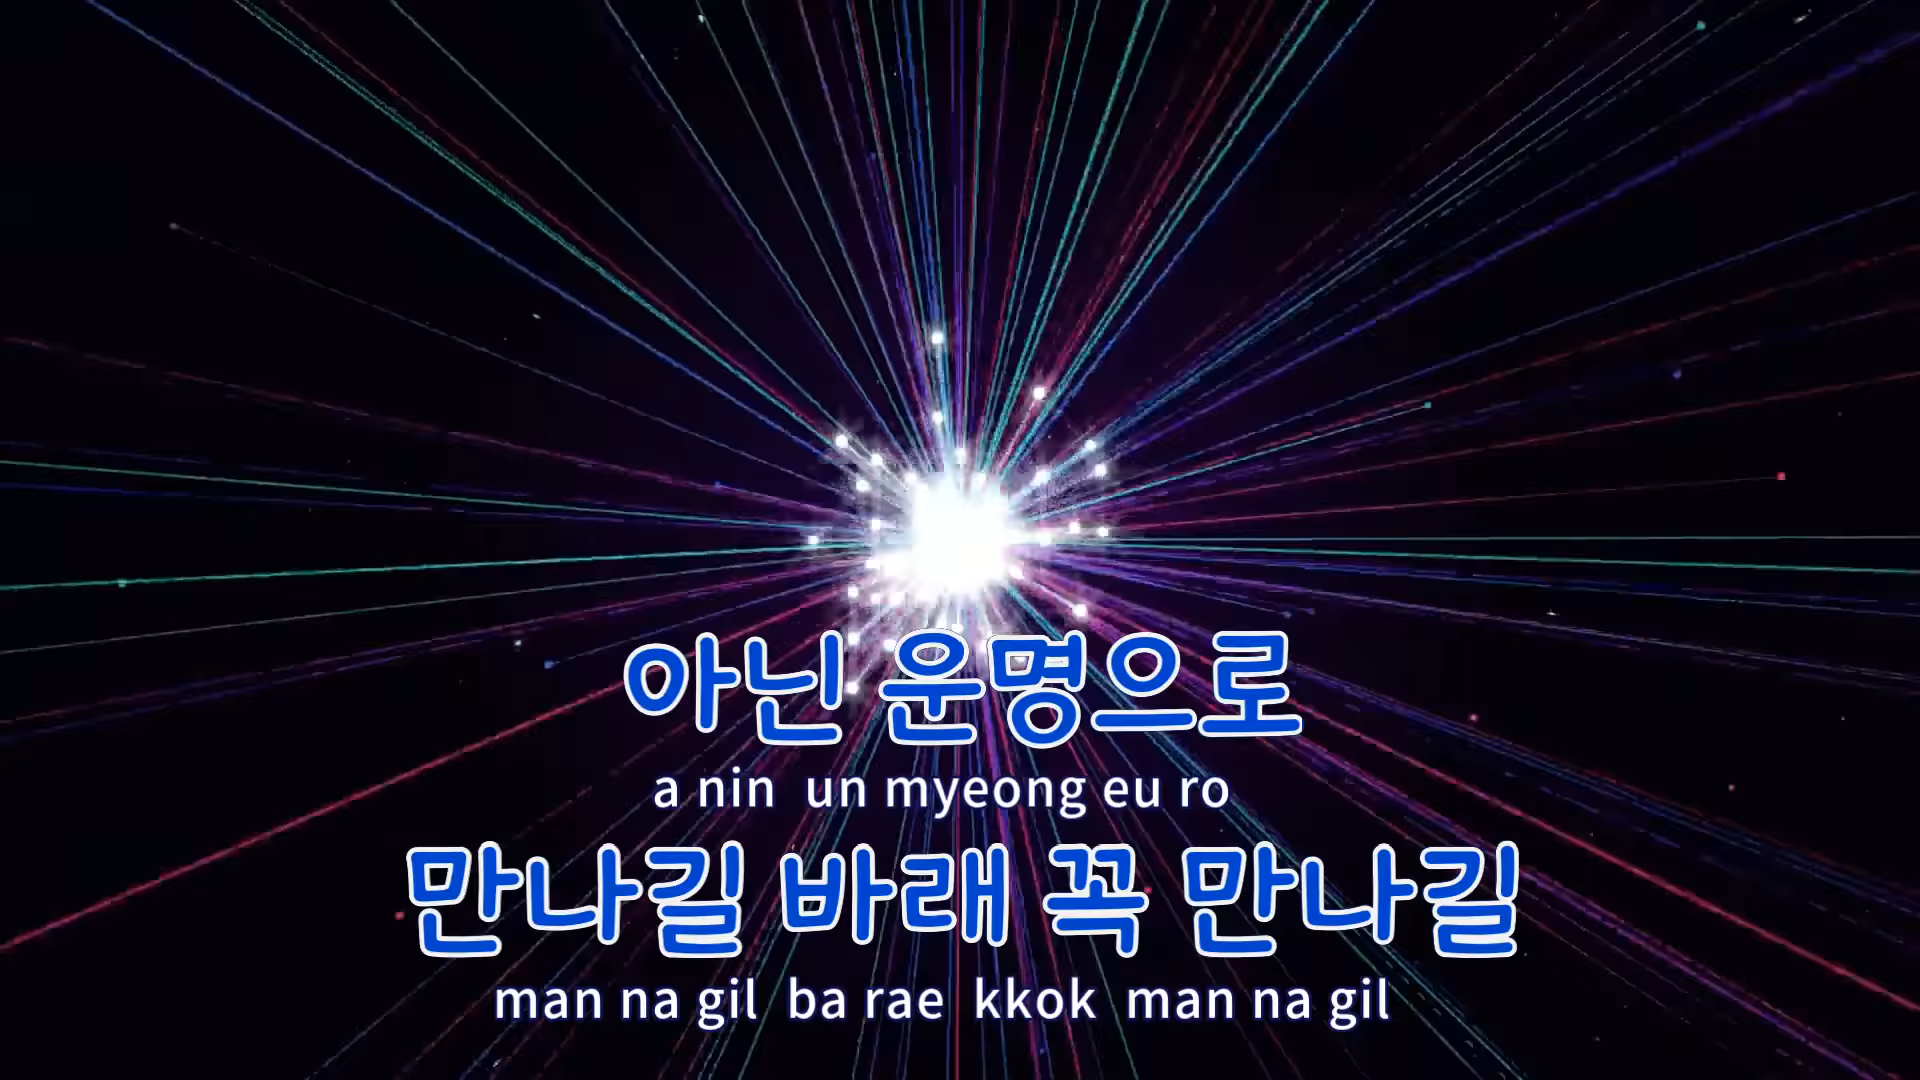 아닌 운명으로
a nin un myeong eu ro
만나길 바래 꼭 만나길
man na gil ba rae kkok man na gil